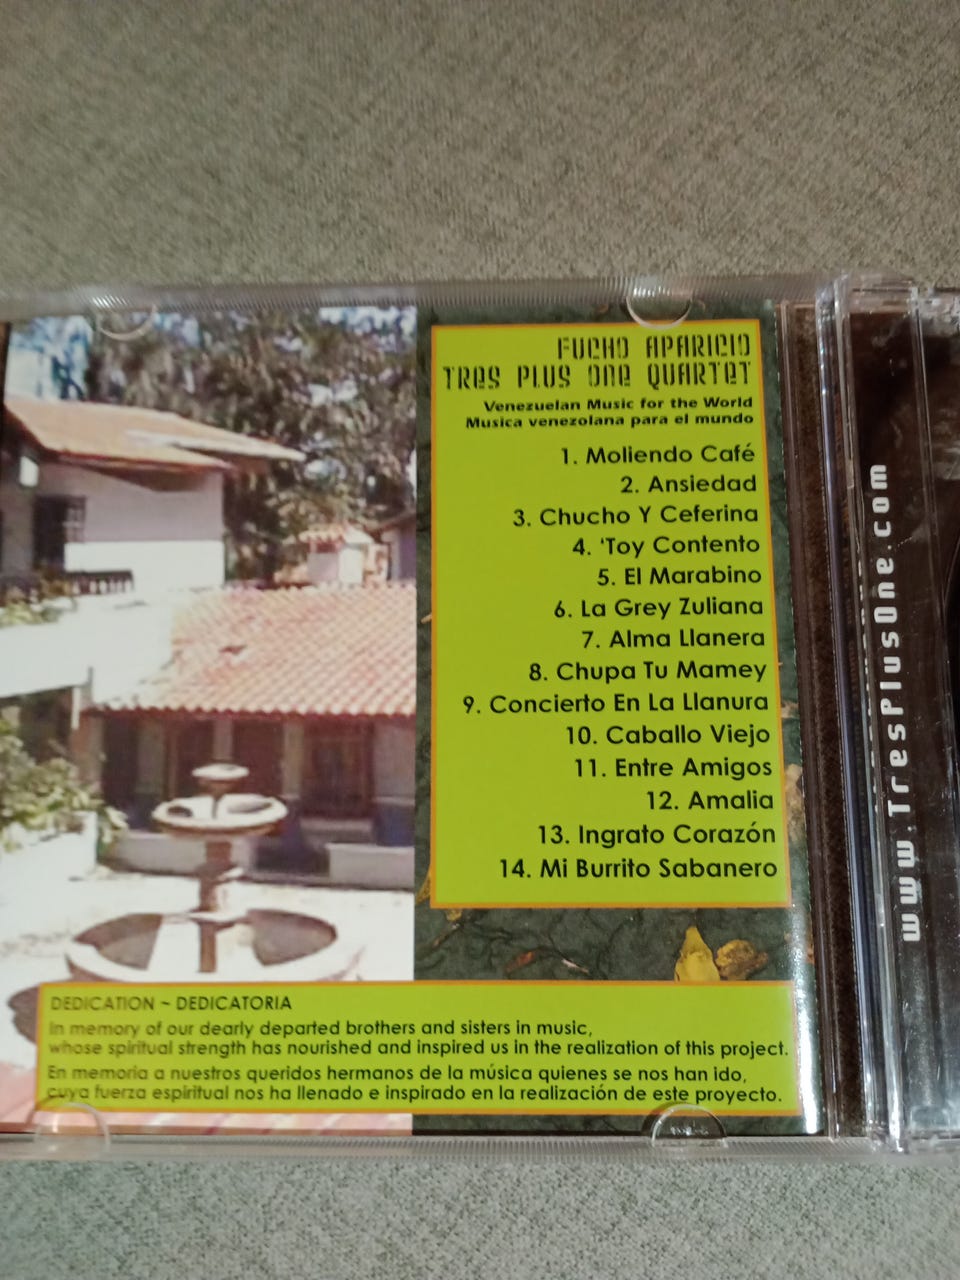 FUCHO APARICIO
TRES PLUS ONE QUARTET
Venezuelan Music for the World
Musica venezolana para el mundo
1. Moliendo Café
2. Ansiedad
3. Chucho Y Ceferina
4. ‘Toy Contento
5. El Marabino
6. La Grey Zuliana
7. Alma Llanera
8. Chupa Tu Mamey
9. Concierto En La Llanura
10. Caballo Viejo
11. Entre Amigos
12. Amalia
13. Ingrato Corazón
14. Mi Burrito Sabanero
DEDICATION ~ DEDICATORIA
In memory of our dearly departed brothers and sisters in music,
whose spiritual strength has nourished and inspired us in the realization of this project.
En memoria a nuestros queridos hermanos de la música quienes se nos han ido,
cuya fuerza espiritual nos ha llenado e inspirado en la realización de este proyecto.
www.TresPlusOne.com